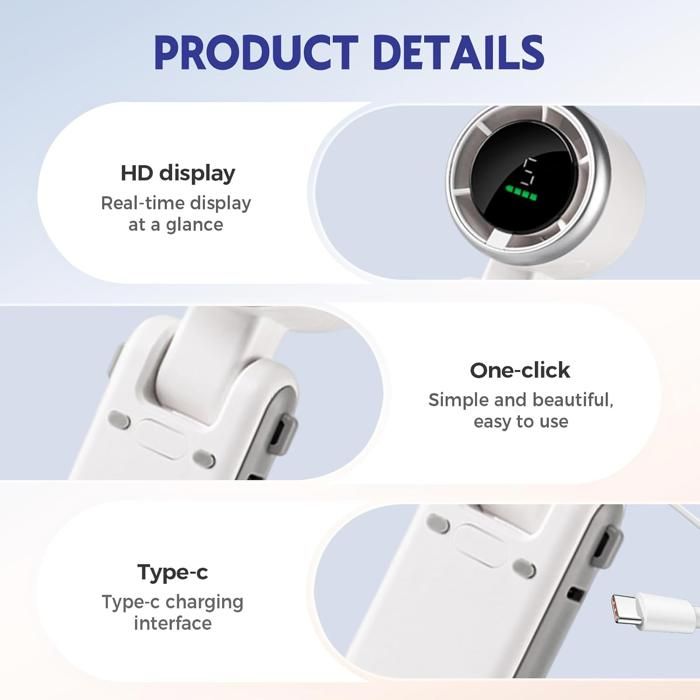 PRODUCT DETAILS
HD display
Real-time display
at a glance
5
One-click
Simple and beautiful,
easy to use
Type-c
Type-c charging
interface